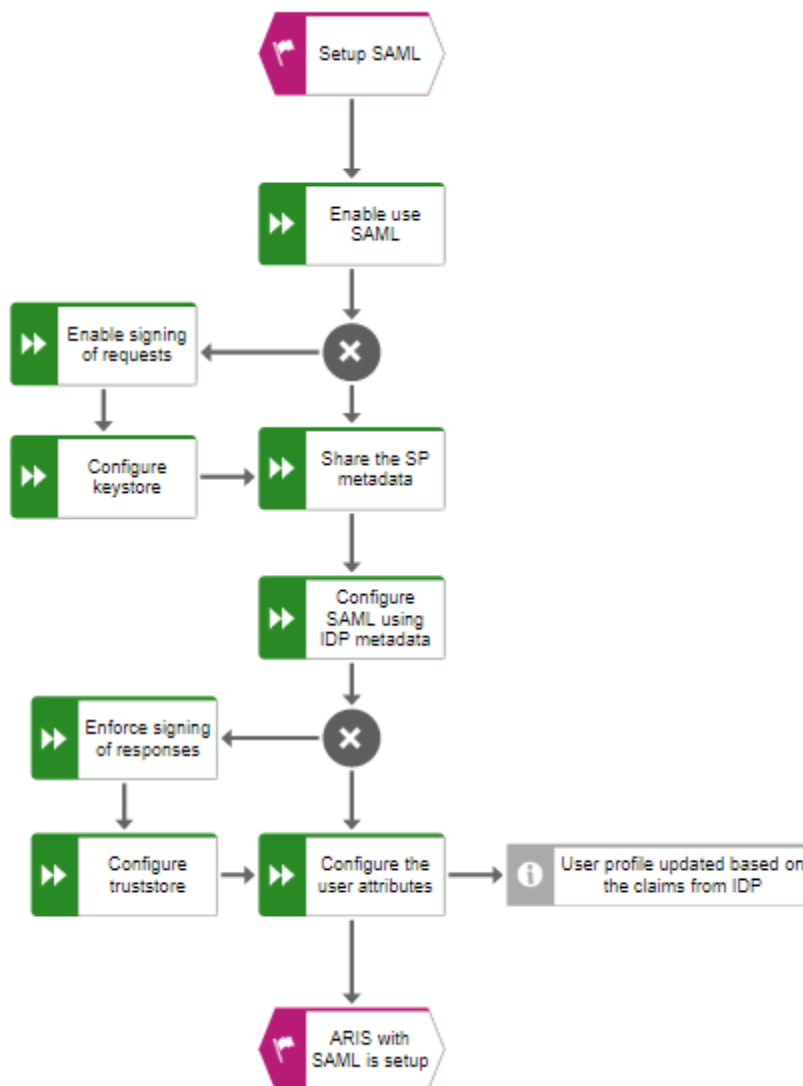 Setup SAML
Enable use
SAML
Enable signing
of requests
Configure
keystore
Share the SP
metadata
Configure
SAML using
IDP metadata
Enforce signing
of responses
Configure
truststore
Configure the
user attributes
User profile updated based on
the claims from IDP
ARIS with
SAML is setup